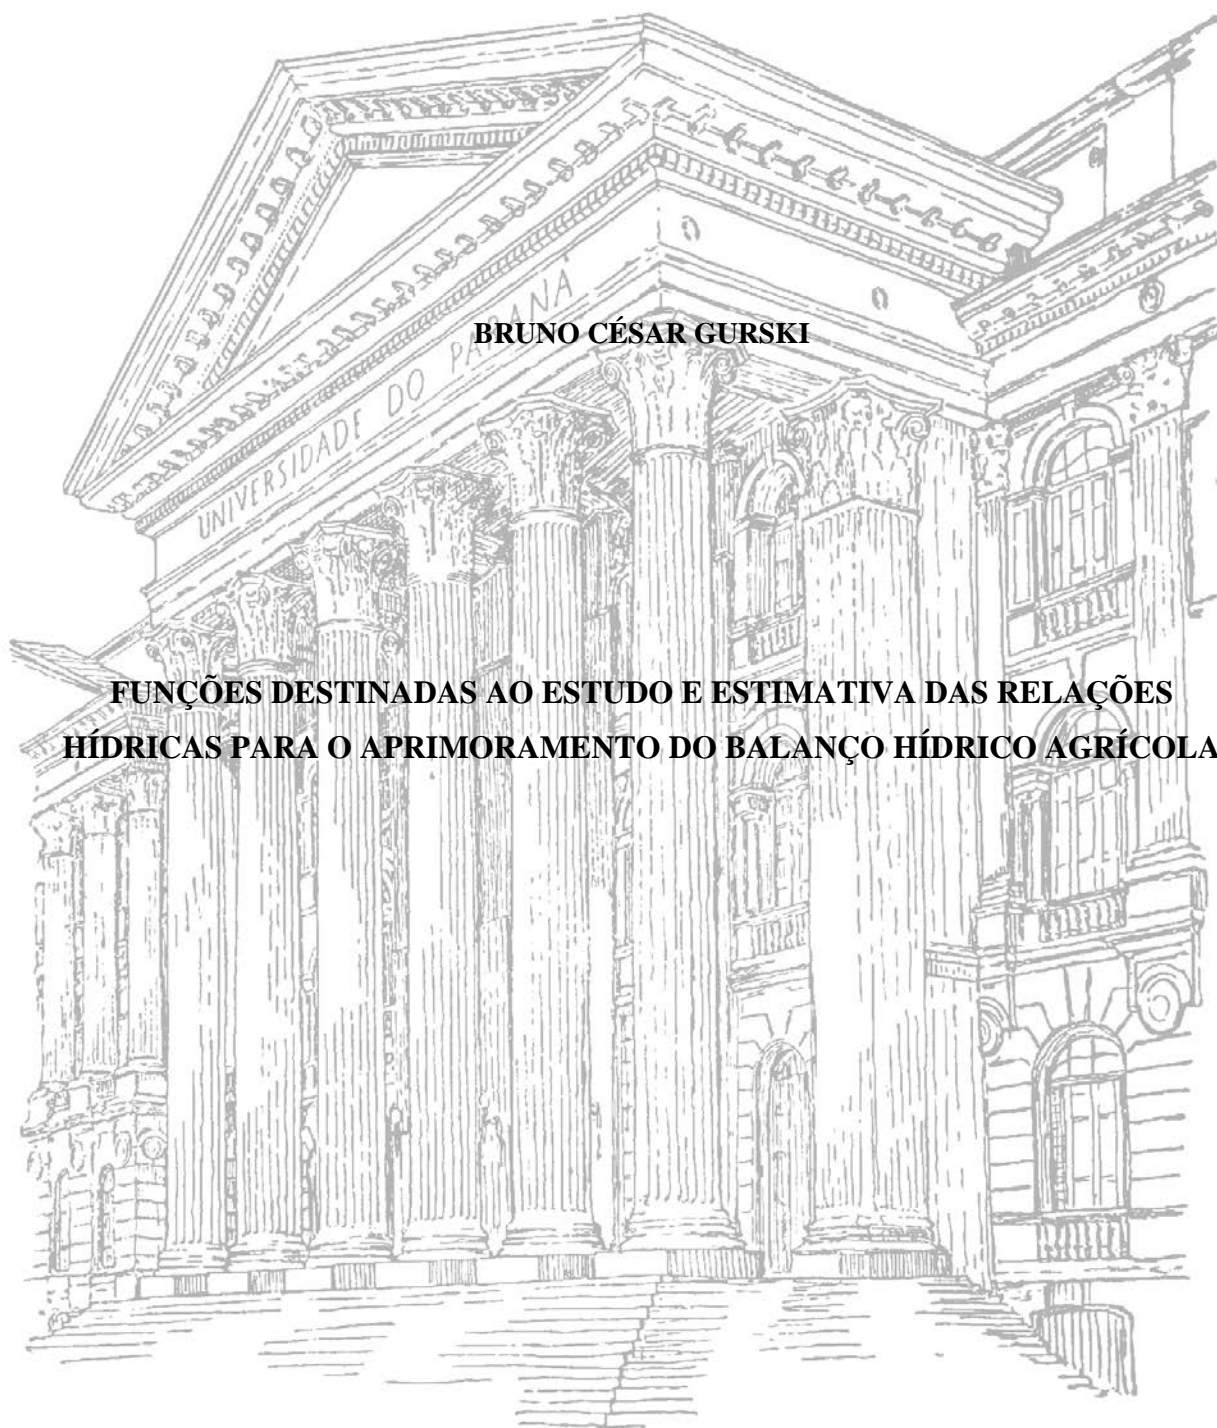 UNIVERSIDADE DO PARANÁ
BRUNO CÉSAR GURSKI
FUNÇÕES DESTINADAS AO ESTUDO E ESTIMATIVA DAS RELAÇÕES
HÍDRICAS PARA O APRIMORAMENTO DO BALANÇO HÍDRICO AGRÍCOLA